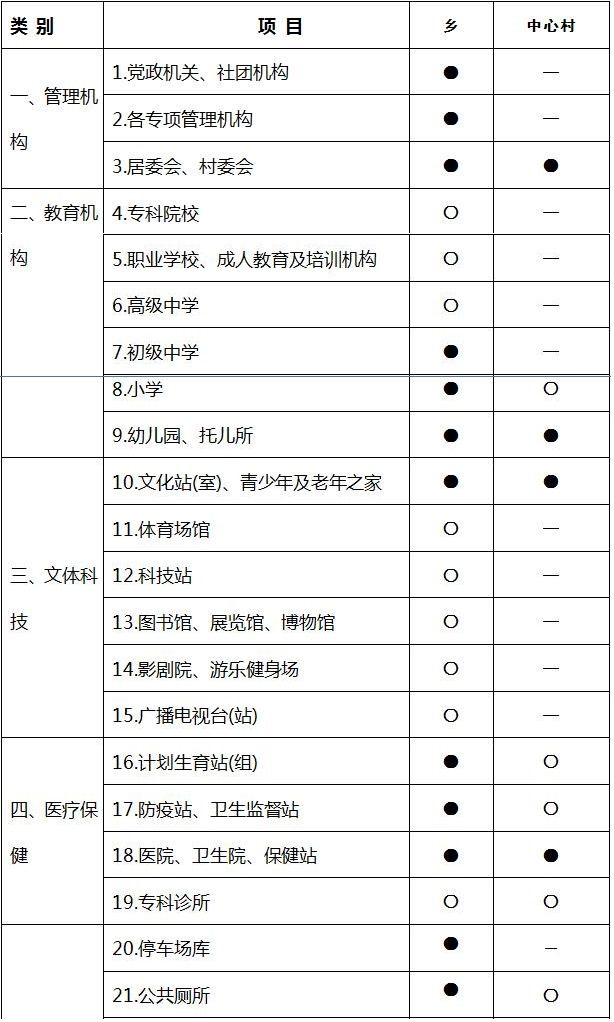 类 别 项 目 乡 中心村
一、管理机构 1.党政机关、社团机构 ● —
2.各专项管理机构 ● —
3.居委会、村委会 ● ●
二、教育机构 4.专科院校 ○ —
5.职业学校、成人教育及培训机构 ○ —
6.高级中学 ○ —
7.初级中学 ● —
8.小学 ● ○
9.幼儿园、托儿所 ● ●
三、文体科技 10.文化站(室)、青少年及老年之家 ● ●
11.体育场馆 ○ —
12.科技站 ○ —
13.图书馆、展览馆、博物馆 ○ —
14.影剧院、游乐健身场 ○ —
15.广播电视台(站) ○ —
四、医疗保健 16.计划生育站(组) ● ○
17.防疫站、卫生监督站 ● ○
18.医院、卫生院、保健站 ● ●
19.专科诊所 ○ ○
20.停车场库 ● –
21.公共厕所 ● ○